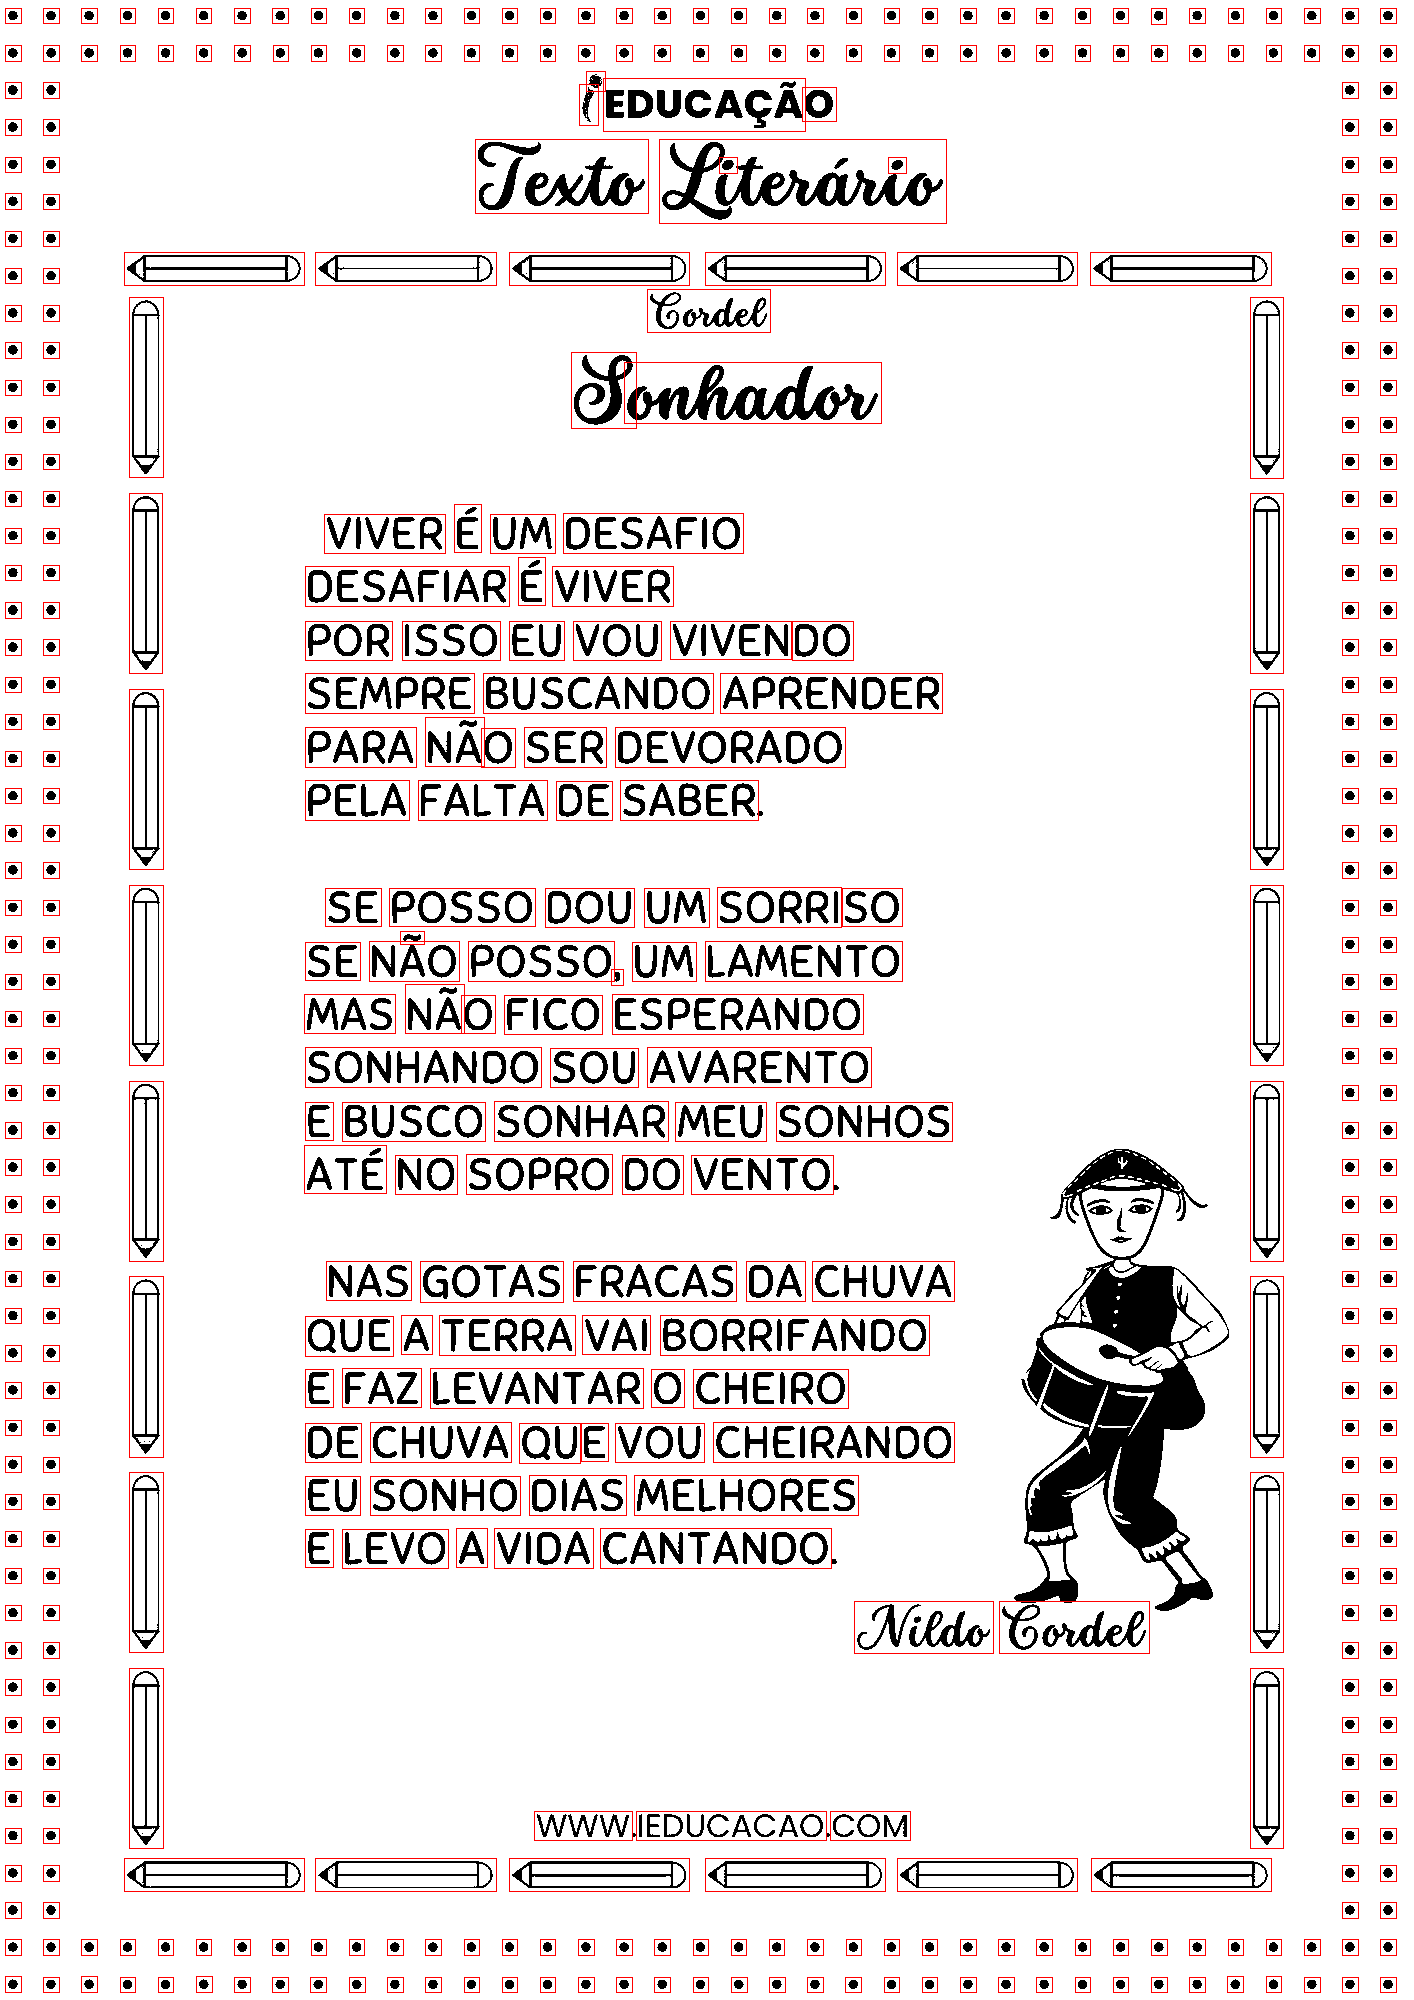 iEDUCAÇÃO
Texto Literário
Cordel
Sonhador
VIVER É UM DESAFIO
DESAFIAR É VIVER
POR ISSO EU VOU VIVENDO
SEMPRE BUSCANDO APRENDER
PARA NÃO SER DEVORADO
PELA FALTA DE SABER.
SE POSSO DOU UM SORRISO
SE NÃO POSSO, UM LAMENTO
MAS NÃO FICO ESPERANDO
SONHANDO SOU AVARENTO
E BUSCO SONHAR MEU SONHOS
ATÉ NO SOPRO DO VENTO.
NAS GOTAS FRACAS DA CHUVA
QUE A TERRA VAI BORRIFANDO
E FAZ LEVANTAR O CHEIRO
DE CHUVA QUE VOU CHEIRANDO
EU SONHO DIAS MELHORES
E LEVO A VIDA CANTANDO.
Nildo Cordel
WWW.IEDUCACAO.COM